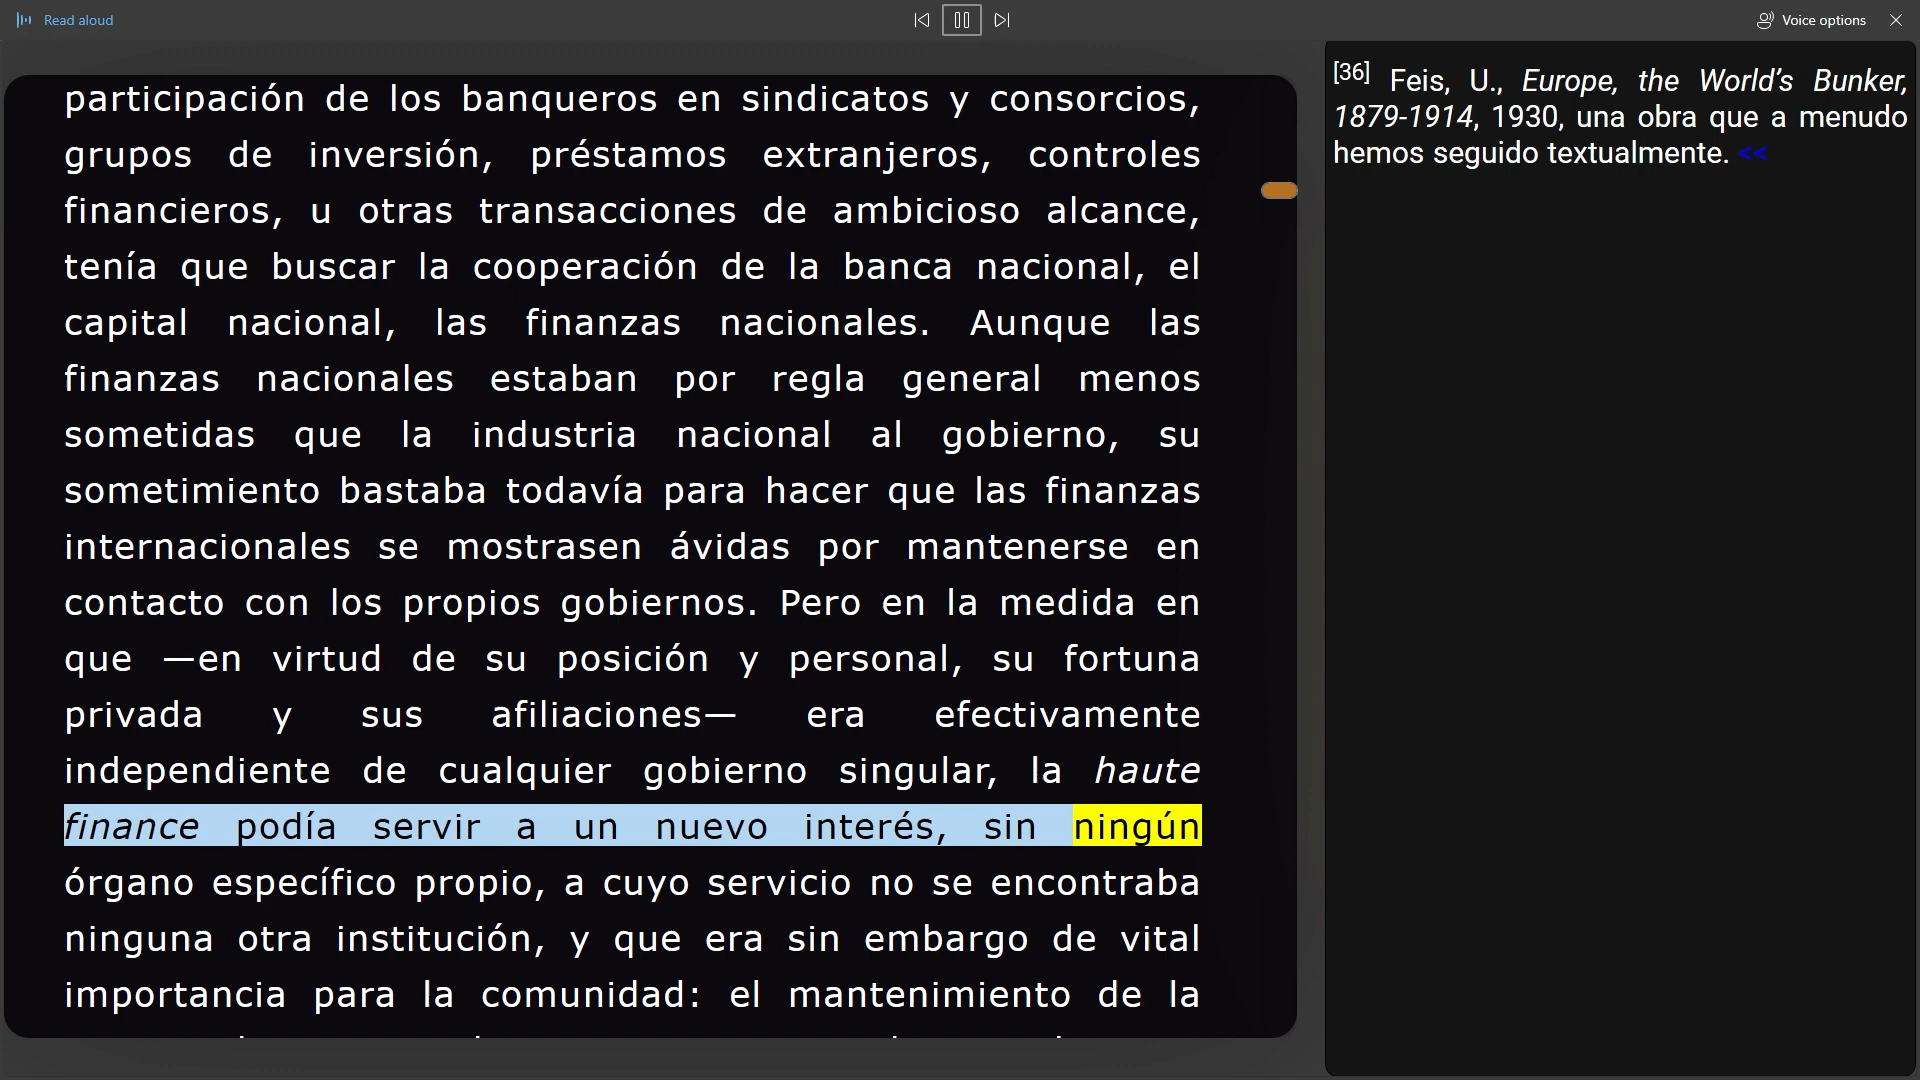 Read aloud
Voice options
participación de los banqueros en sindicatos y consorcios,
grupos de inversión, préstamos extranjeros, controles
financieros, u otras transacciones de ambicioso alcance,
tenía que buscar la cooperación de la banca nacional, el
capital nacional, las finanzas nacionales. Aunque las
finanzas nacionales estaban por regla general menos
sometidas que la industria nacional al gobierno, su
sometimiento bastaba todavía para hacer que las finanzas
internacionales se mostrasen ávidas por mantenerse en
contacto con los propios gobiernos. Pero en la medida en
que —en virtud de su posición y personal, su fortuna
privada y sus afiliaciones— era efectivamente
independiente de cualquier gobierno singular, la haute
finance podía servir a un nuevo interés, sin ningún
órgano específico propio, a cuyo servicio no se encontraba
ninguna otra institución, y que era sin embargo de vital
importancia para la comunidad: el mantenimiento de la
[36] Feis, U., Europe, the World’s Bunker,
1879-1914, 1930, una obra que a menudo
hemos seguido textualmente. <<